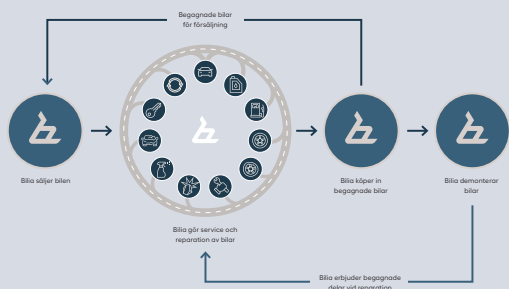 Begagnade bilar
för försäljning
Bilia säljer bilen
Bilia gör service och
reparation av bilar
Bilia köper in
begagnade bilar
Bilia demonterar
bilar
Bilia erbjuder begagnade
delar vid reparation